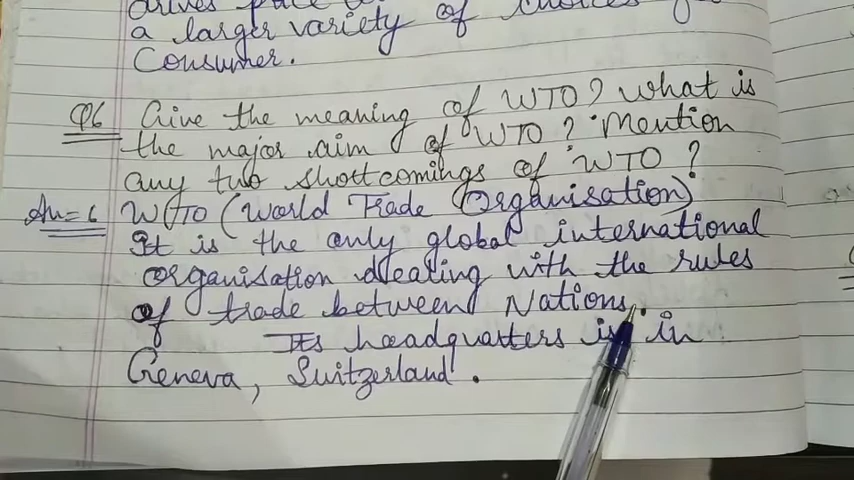 a larger variety of choices
Consumer.
Q6 Give the meaning of WTO? What is
the major aim of WTO? Mention
any two shortcomings of WTO?
Ans=6 WTO (World Trade Organisation)
It is the only global international
organisation dealing with the rules
of trade between Nations.
Its headquarters is in
Geneva, Switzerland.